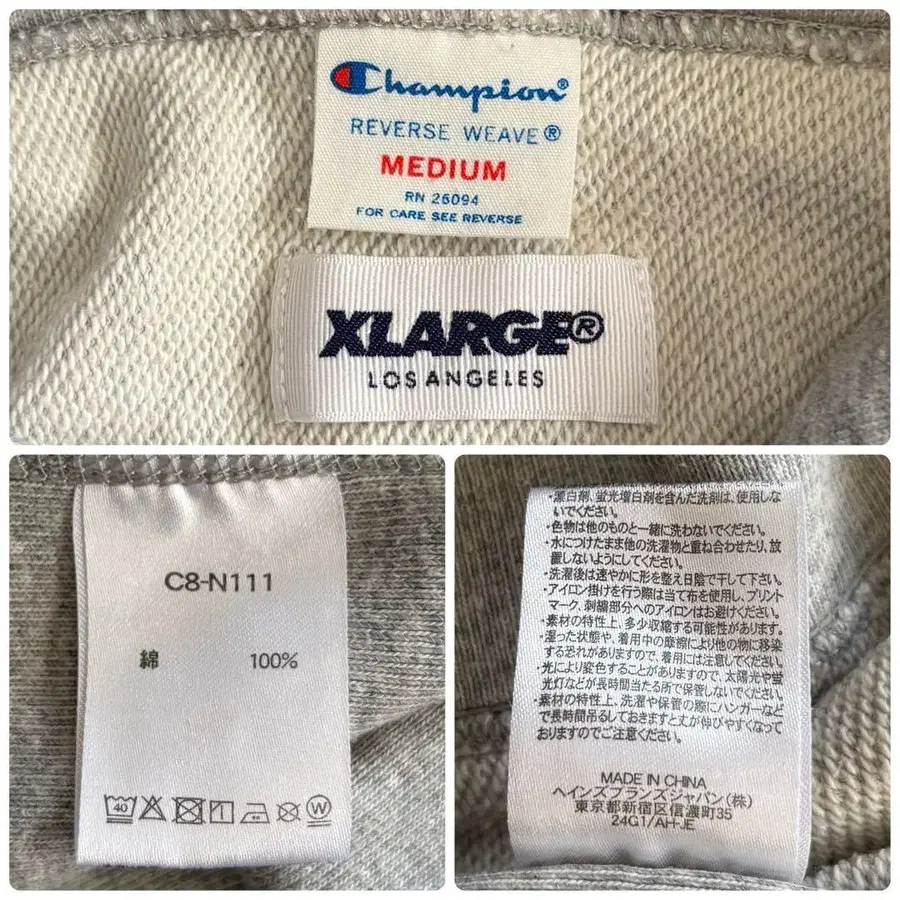 Champion®
REVERSE WEAVE®
MEDIUM
RN 26094
FOR CARE SEE REVERSE
XLARGE®
LOS ANGELES
C8-N111
綿 100%
40
W
・漂白剤、蛍光増白剤を含んだ洗剤は、使用しな
いでください。
・色物は他のものと一緒に洗わないでください。
・水につけたまま他の洗濯物と重ね合わせたり、放
置しないようにしてください。
・洗濯後は速やかに形を整え日陰で干して下さい。
・アイロン掛けを行う際は当て布を使用し、プリント
マーク、刺繍部分へのアイロンはお避けください。
・素材の特性上、多少収縮する可能性があります。
・湿った状態や、着用中の摩擦により他の物に移染
する恐れがありますので、着用には注意してください。
・光により変色することがありますので、太陽光や蛍
光灯などが長時間当たる所で保管しないでください。
・素材の特性上、洗濯や保管の際にハンガーなど
で長時間吊るしておきますと丈が伸びやすくなって
おりますのでご注意ください。
MADE IN CHINA
ヘインズブランズジャパン(株)
東京都新宿区信濃町35
24G1/AH-JE